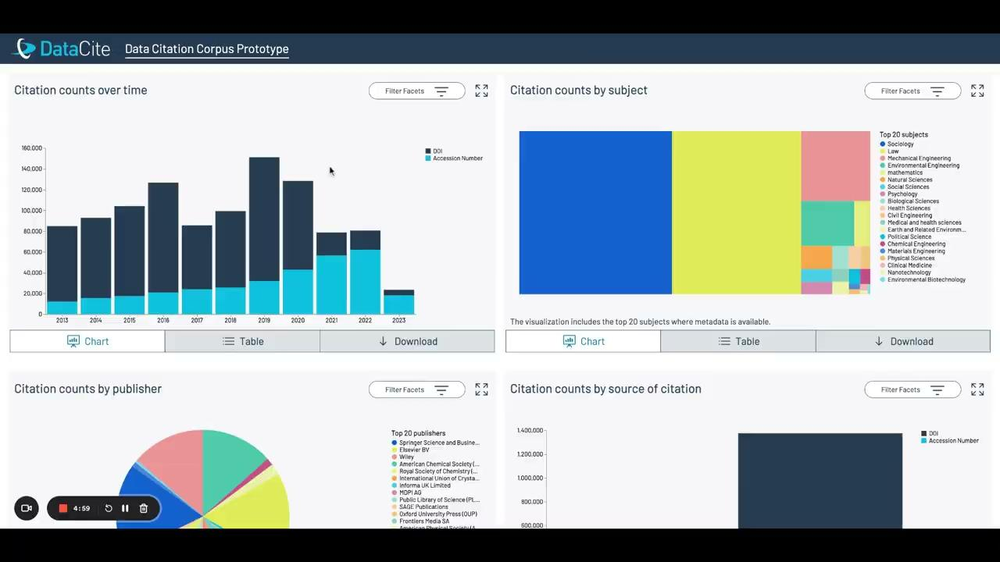 DataCite Data Citation Corpus Prototype
Citation counts over time
Filter Facets
160,000
140,000
120,000
100,000
80,000
60,000
40,000
20,000
0
2013 2014 2015 2016 2017 2018 2019 2020 2021 2022 2023
DOI
Accession Number
Chart Table Download
Citation counts by subject
Filter Facets
Top 20 subjects
Sociology
Law
Mechanical Engineering
Environmental Engineering
mathematics
Natural Sciences
Social Sciences
Psychology
Biological Sciences
Health Sciences
Civil Engineering
Medical and health sciences
Earth and Related Environm...
Political Science
Chemical Engineering
Materials Engineering
Physical Sciences
Clinical Medicine
Nanotechnology
Environmental Biotechnology
The visualization includes the top 20 subjects where metadata is available.
Chart Table Download
Citation counts by publisher
Filter Facets
Top 20 publishers
Springer Science and Busine...
Elsevier BV
Wiley
American Chemical Society (...
Royal Society of Chemistry (...
International Union of Crysta...
Informa UK Limited
MDPI AG
Public Library of Science (PL...
SAGE Publications
Oxford University Press (OUP)
Frontiers Media SA
American Physical Society (A...
4:59
Citation counts by source of citation
Filter Facets
1,400,000
1,200,000
1,000,000
800,000
600,000
DOI
Accession Number